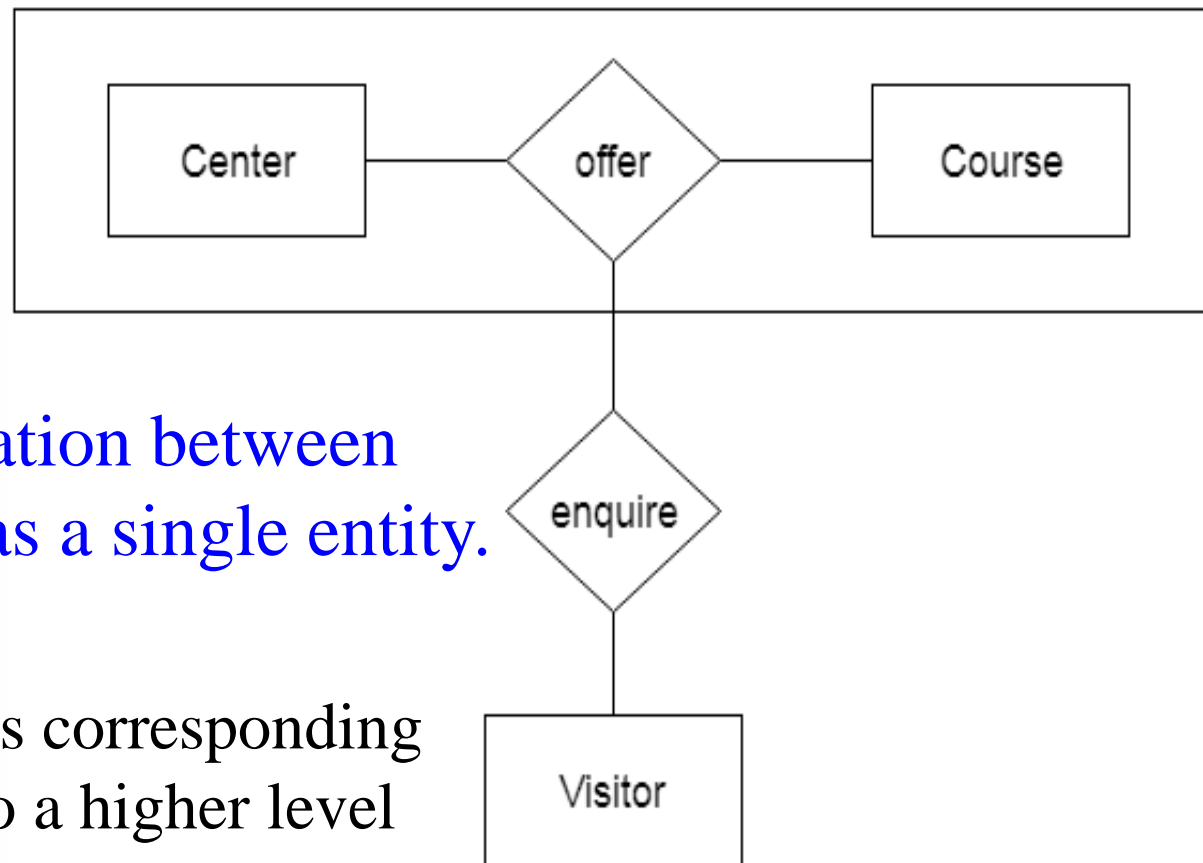 Center offer Course
ation between
as a single entity.
enquire
s corresponding
o a higher level
Visitor